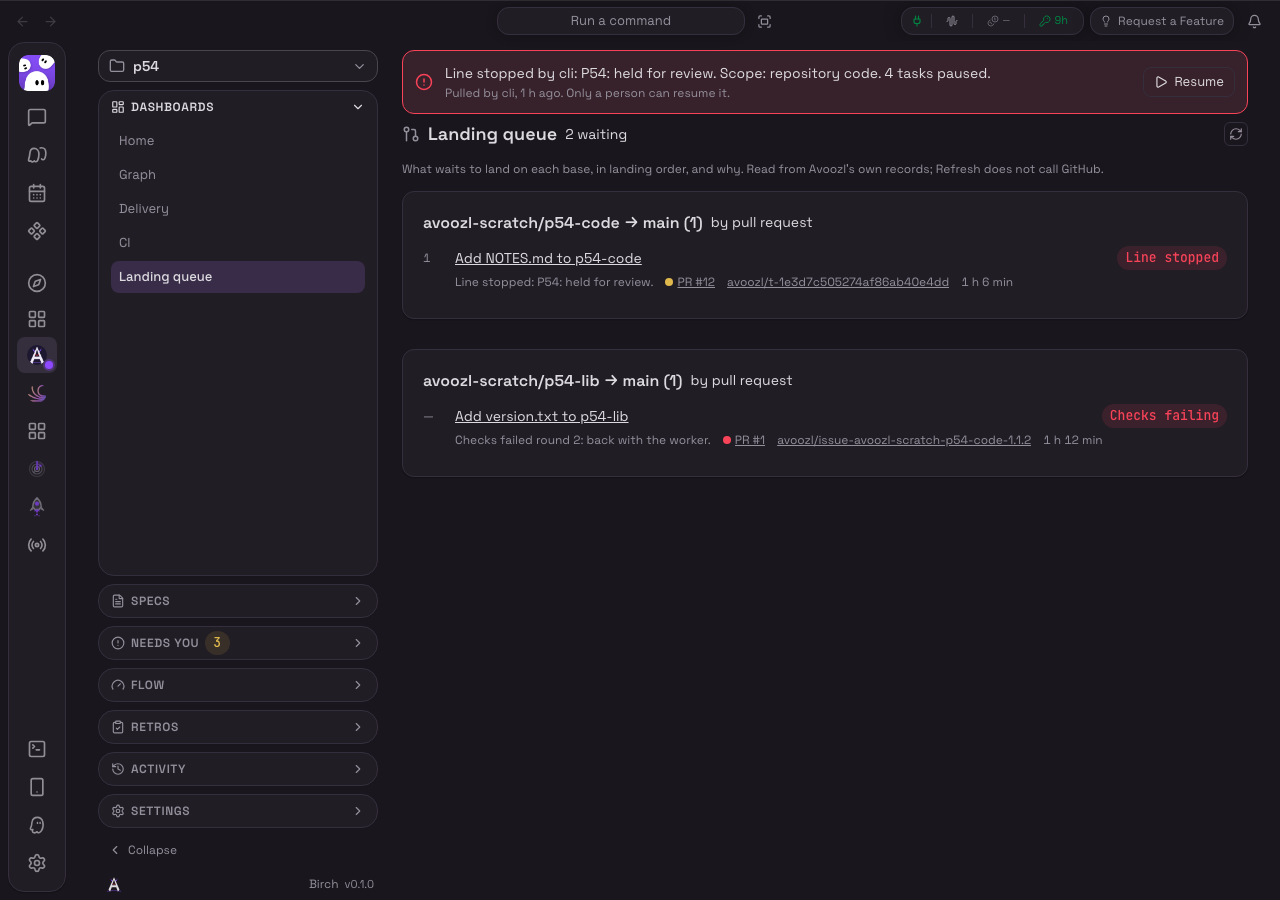 Run a command
–
9h
Request a Feature
p54
DASHBOARDS
Home
Graph
Delivery
CI
Landing queue
SPECS
NEEDS YOU 3
FLOW
RETROS
ACTIVITY
SETTINGS
Collapse
Birch v0.1.0
Line stopped by cli: P54: held for review. Scope: repository code. 4 tasks paused.
Pulled by cli, 1 h ago. Only a person can resume it.
Resume
Landing queue 2 waiting
What waits to land on each base, in landing order, and why. Read from Avoozl's own records; Refresh does not call GitHub.
avoozl-scratch/p54-code → main (1) by pull request
1 Add NOTES.md to p54-code Line stopped
Line stopped: P54: held for review. PR #12 avoozl/t-1e3d7c505274af86ab40e4dd 1 h 6 min
avoozl-scratch/p54-lib → main (1) by pull request
– Add version.txt to p54-lib Checks failing
Checks failed round 2: back with the worker. PR #1 avoozl/issue-avoozl-scratch-p54-code-1.1.2 1 h 12 min